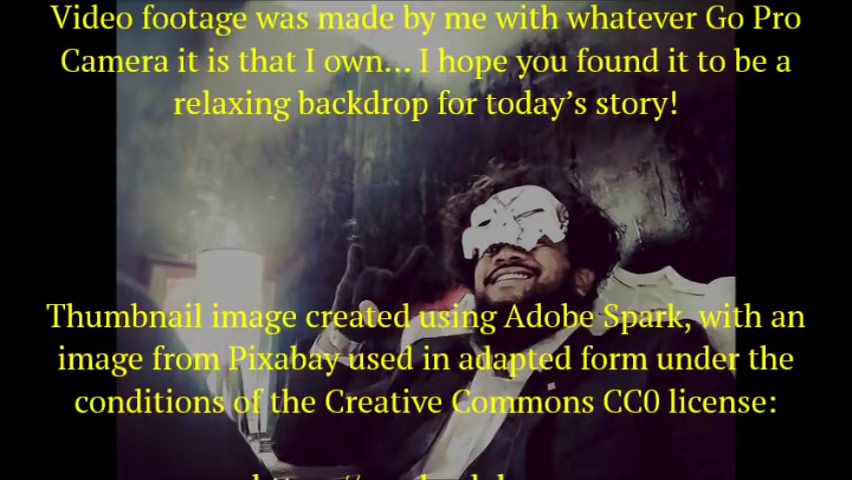 Video footage was made by me with whatever Go Pro
Camera it is that I own... I hope you found it to be a
relaxing backdrop for today's story!
Thumbnail image created using Adobe Spark, with an
image from Pixabay used in adapted form under the
conditions of the Creative Commons CC0 license: